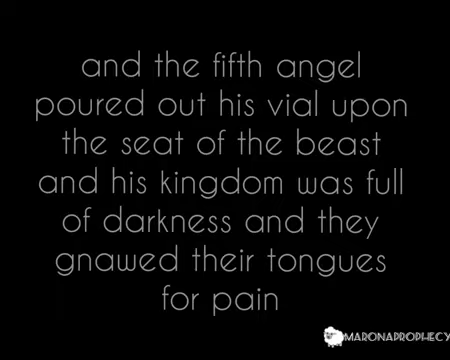 and the fifth angel
poured out his vial upon
the seat of the beast
and his kingdom was full
of darkness and they
gnawed their tongues
for pain
MARONAPROPHECY